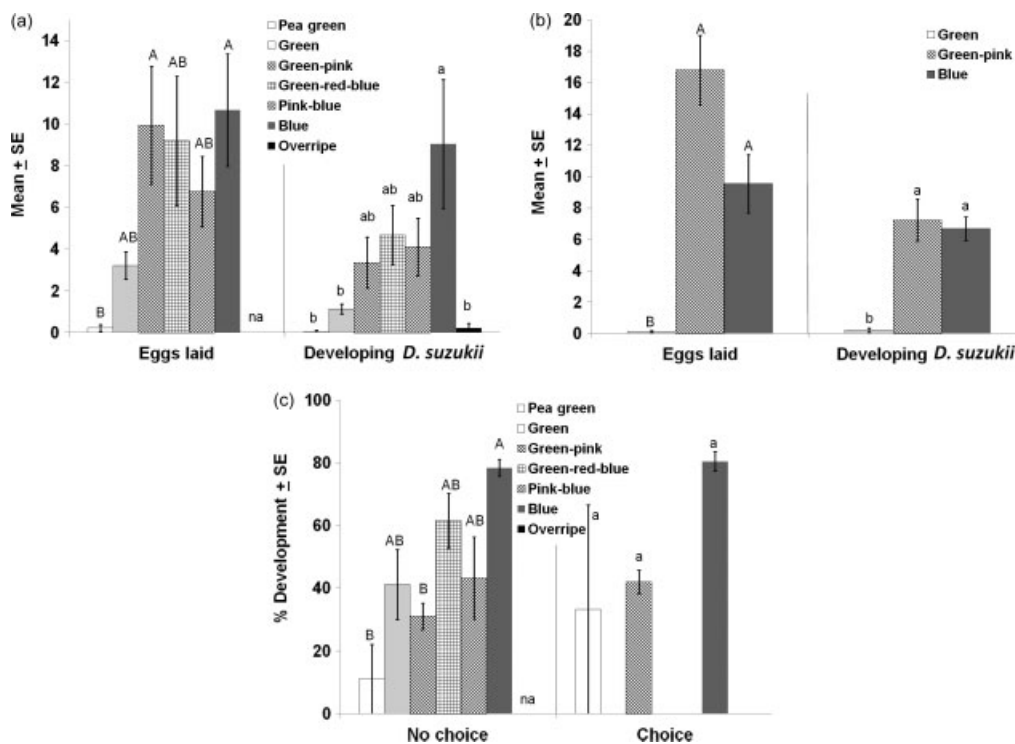 (a)
Pea green
Green
Green-pink
Green-red-blue
Pink-blue
Blue
Overripe
Mean ± SE
14
12
10
8
6
4
2
0
B
AB
A
AB
AB
A
na
b
b
ab
ab
ab
a
b
Eggs laid
Developing D. suzukii
(b)
Green
Green-pink
Blue
Mean ± SE
20
18
16
14
12
10
8
6
4
2
0
B
A
A
b
a
a
Eggs laid
Developing D. suzukii
(c)
Pea green
Green
Green-pink
Green-red-blue
Pink-blue
Blue
Overripe
% Development ± SE
100
80
60
40
20
0
B
AB
B
AB
AB
A
na
a
a
a
No choice
Choice